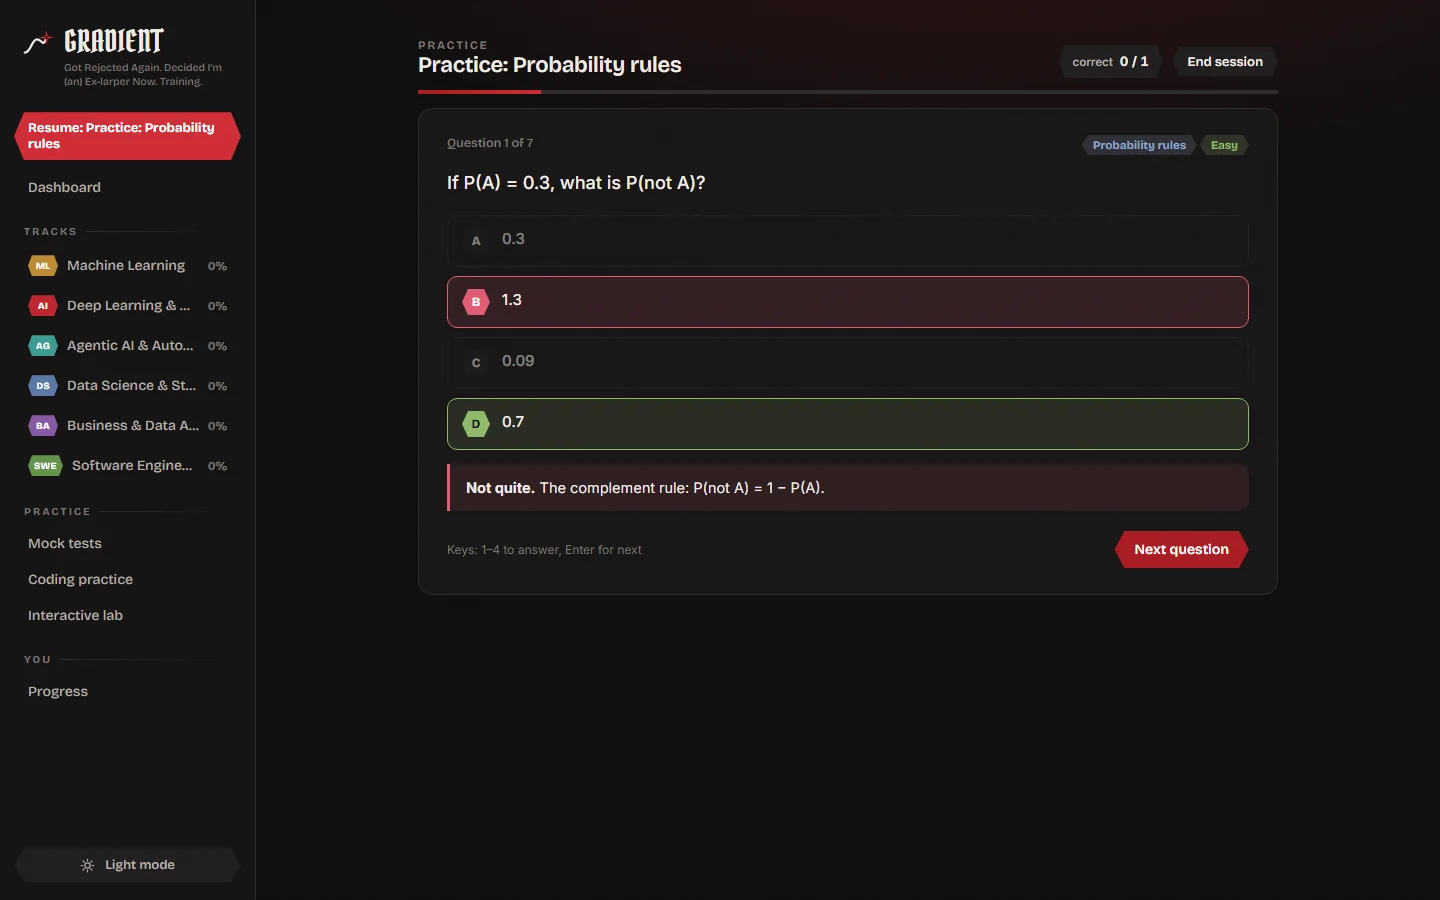 GRADIENT
Got Rejected Again. Decided I'm
(an) Ex-larper Now. Training.
Resume: Practice: Probability
rules
Dashboard
TRACKS
ML Machine Learning 0%
AI Deep Learning & ... 0%
AG Agentic AI & Auto... 0%
DS Data Science & St... 0%
BA Business & Data A... 0%
SWE Software Engine... 0%
PRACTICE
Mock tests
Coding practice
Interactive lab
YOU
Progress
Light mode
PRACTICE
Practice: Probability rules
correct 0 / 1
End session
Question 1 of 7
Probability rules
Easy
If P(A) = 0.3, what is P(not A)?
A 0.3
B 1.3
C 0.09
D 0.7
Not quite. The complement rule: P(not A) = 1 − P(A).
Keys: 1–4 to answer, Enter for next
Next question